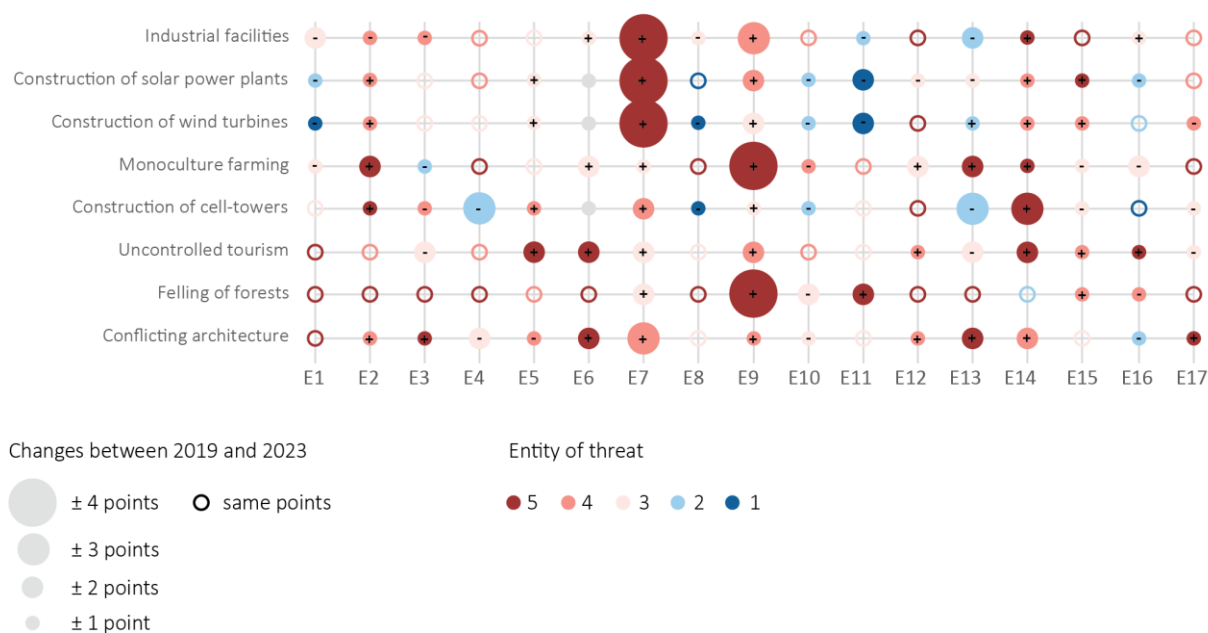 Industrial facilities
Construction of solar power plants
Construction of wind turbines
Monoculture farming
Construction of cell-towers
Uncontrolled tourism
Felling of forests
Conflicting architecture
E1 E2 E3 E4 E5 E6 E7 E8 E9 E10 E11 E12 E13 E14 E15 E16 E17
Changes between 2019 and 2023
± 4 points same points
± 3 points
± 2 points
± 1 point
Entity of threat
5 4 3 2 1